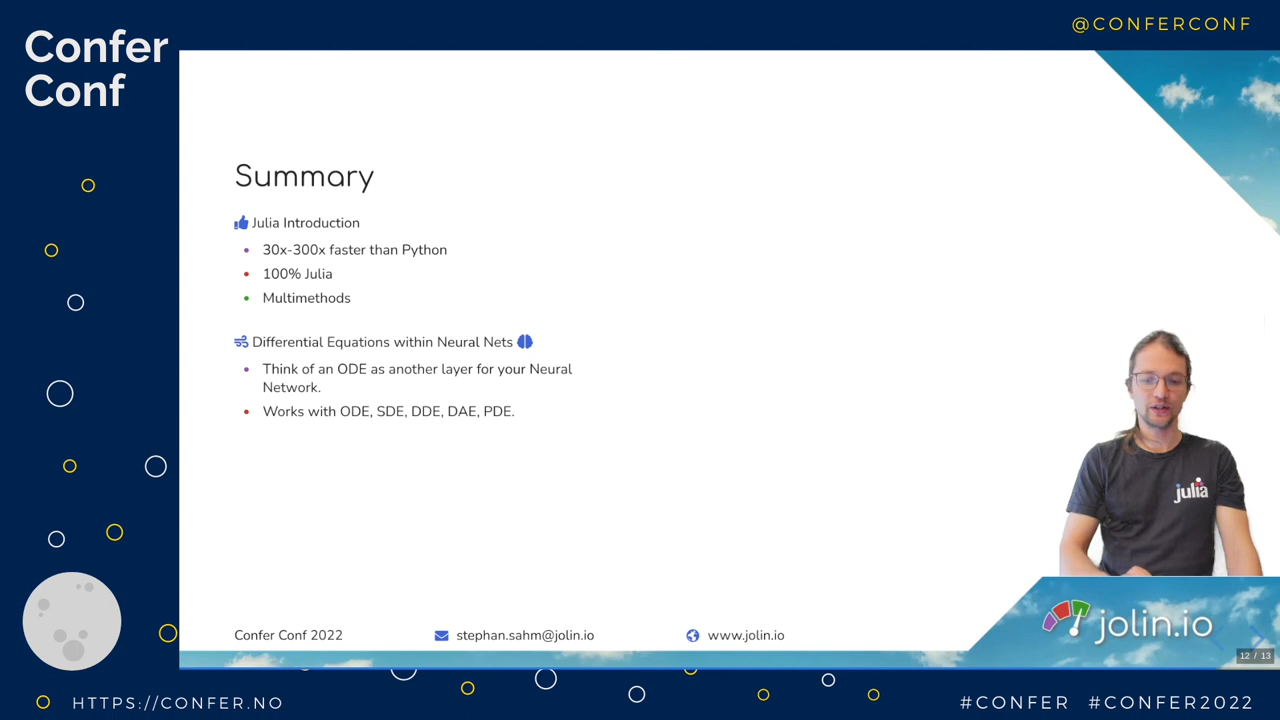 @CONFERCONF
Confer
Conf
Summary
Julia Introduction
30x-300x faster than Python
100% Julia
Multimethods
Differential Equations within Neural Nets
Think of an ODE as another layer for your Neural
Network.
Works with ODE, SDE, DDE, DAE, PDE.
julia
Confer Conf 2022
stephan.sahm@jolin.io
www.jolin.io
jolin.io
12 / 13
HTTPS://CONFER.NO
#CONFER #CONFER2022